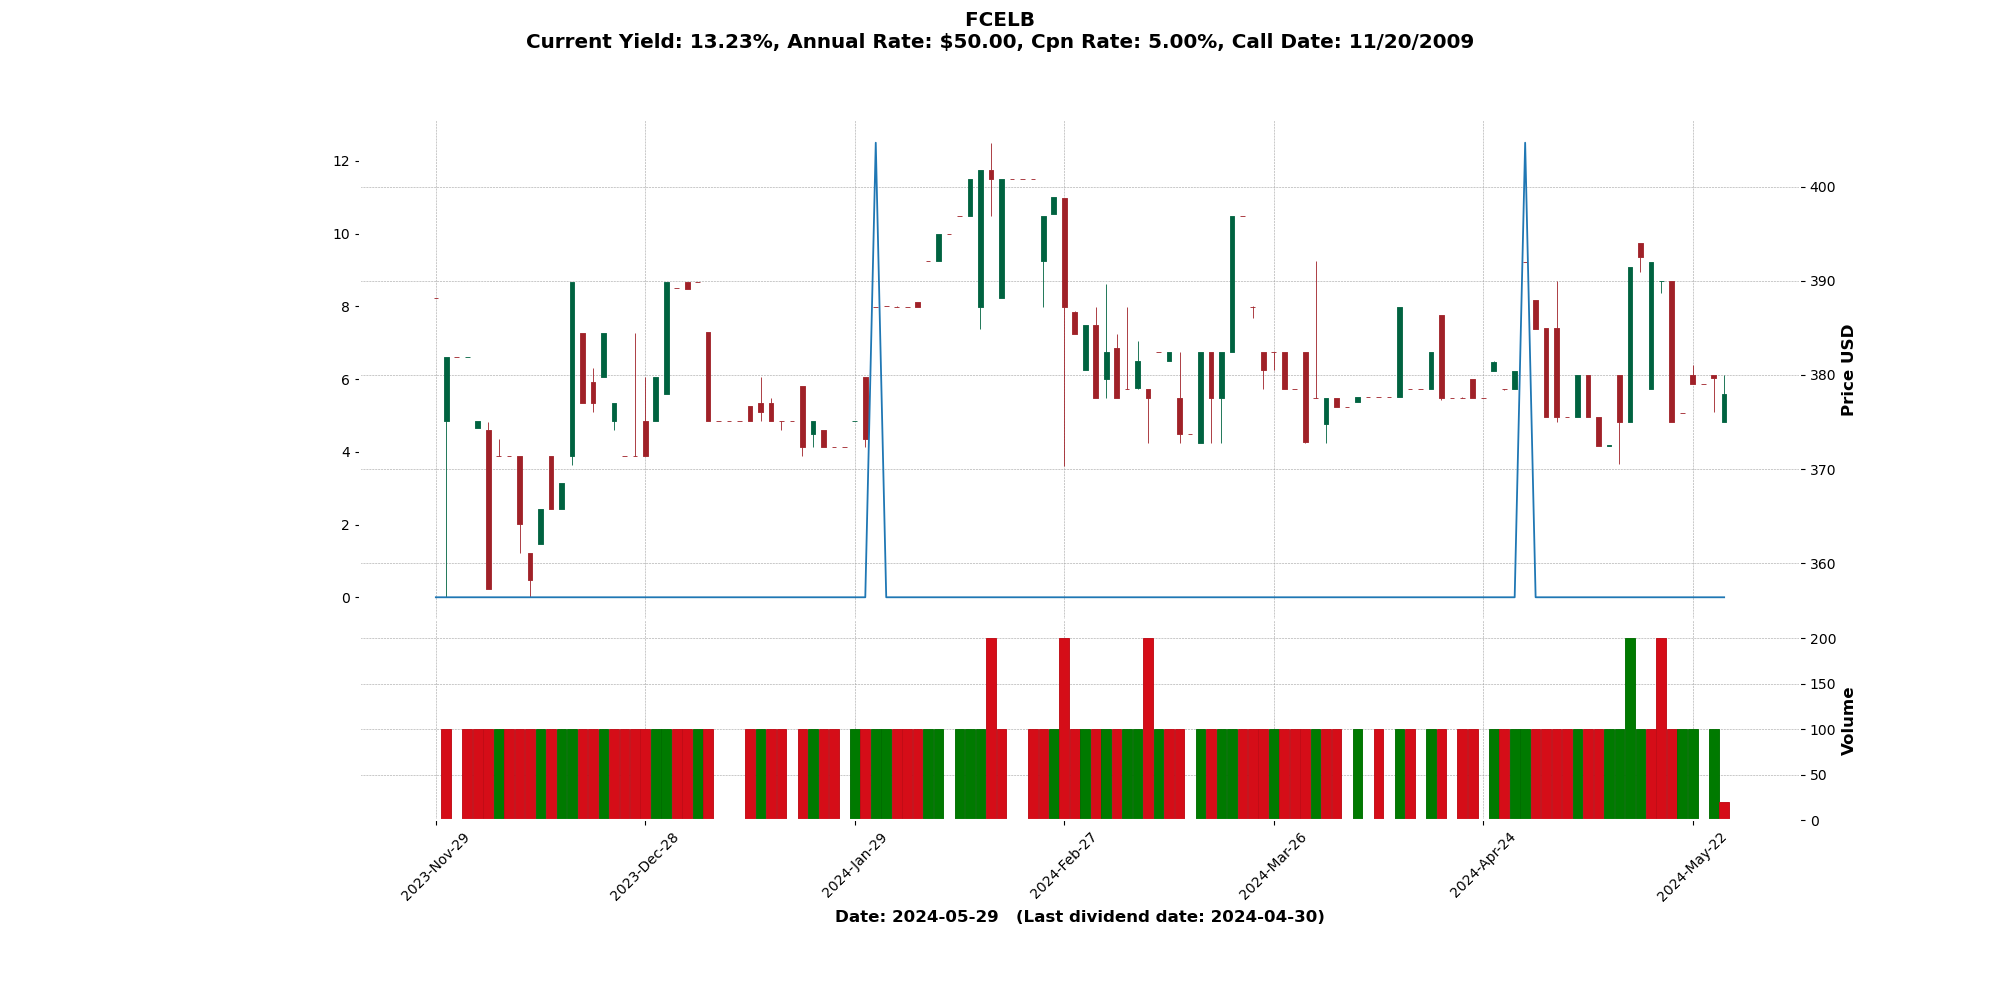 FCELB
Current Yield: 13.23%, Annual Rate: $50.00, Cpn Rate: 5.00%, Call Date: 11/20/2009
12
10
8
6
4
2
0
400
390
380
370
360
Price USD
200
150
100
50
0
Volume
2023-Nov-29
2023-Dec-28
2024-Jan-29
2024-Feb-27
2024-Mar-26
2024-Apr-24
2024-May-22
Date: 2024-05-29 (Last dividend date: 2024-04-30)